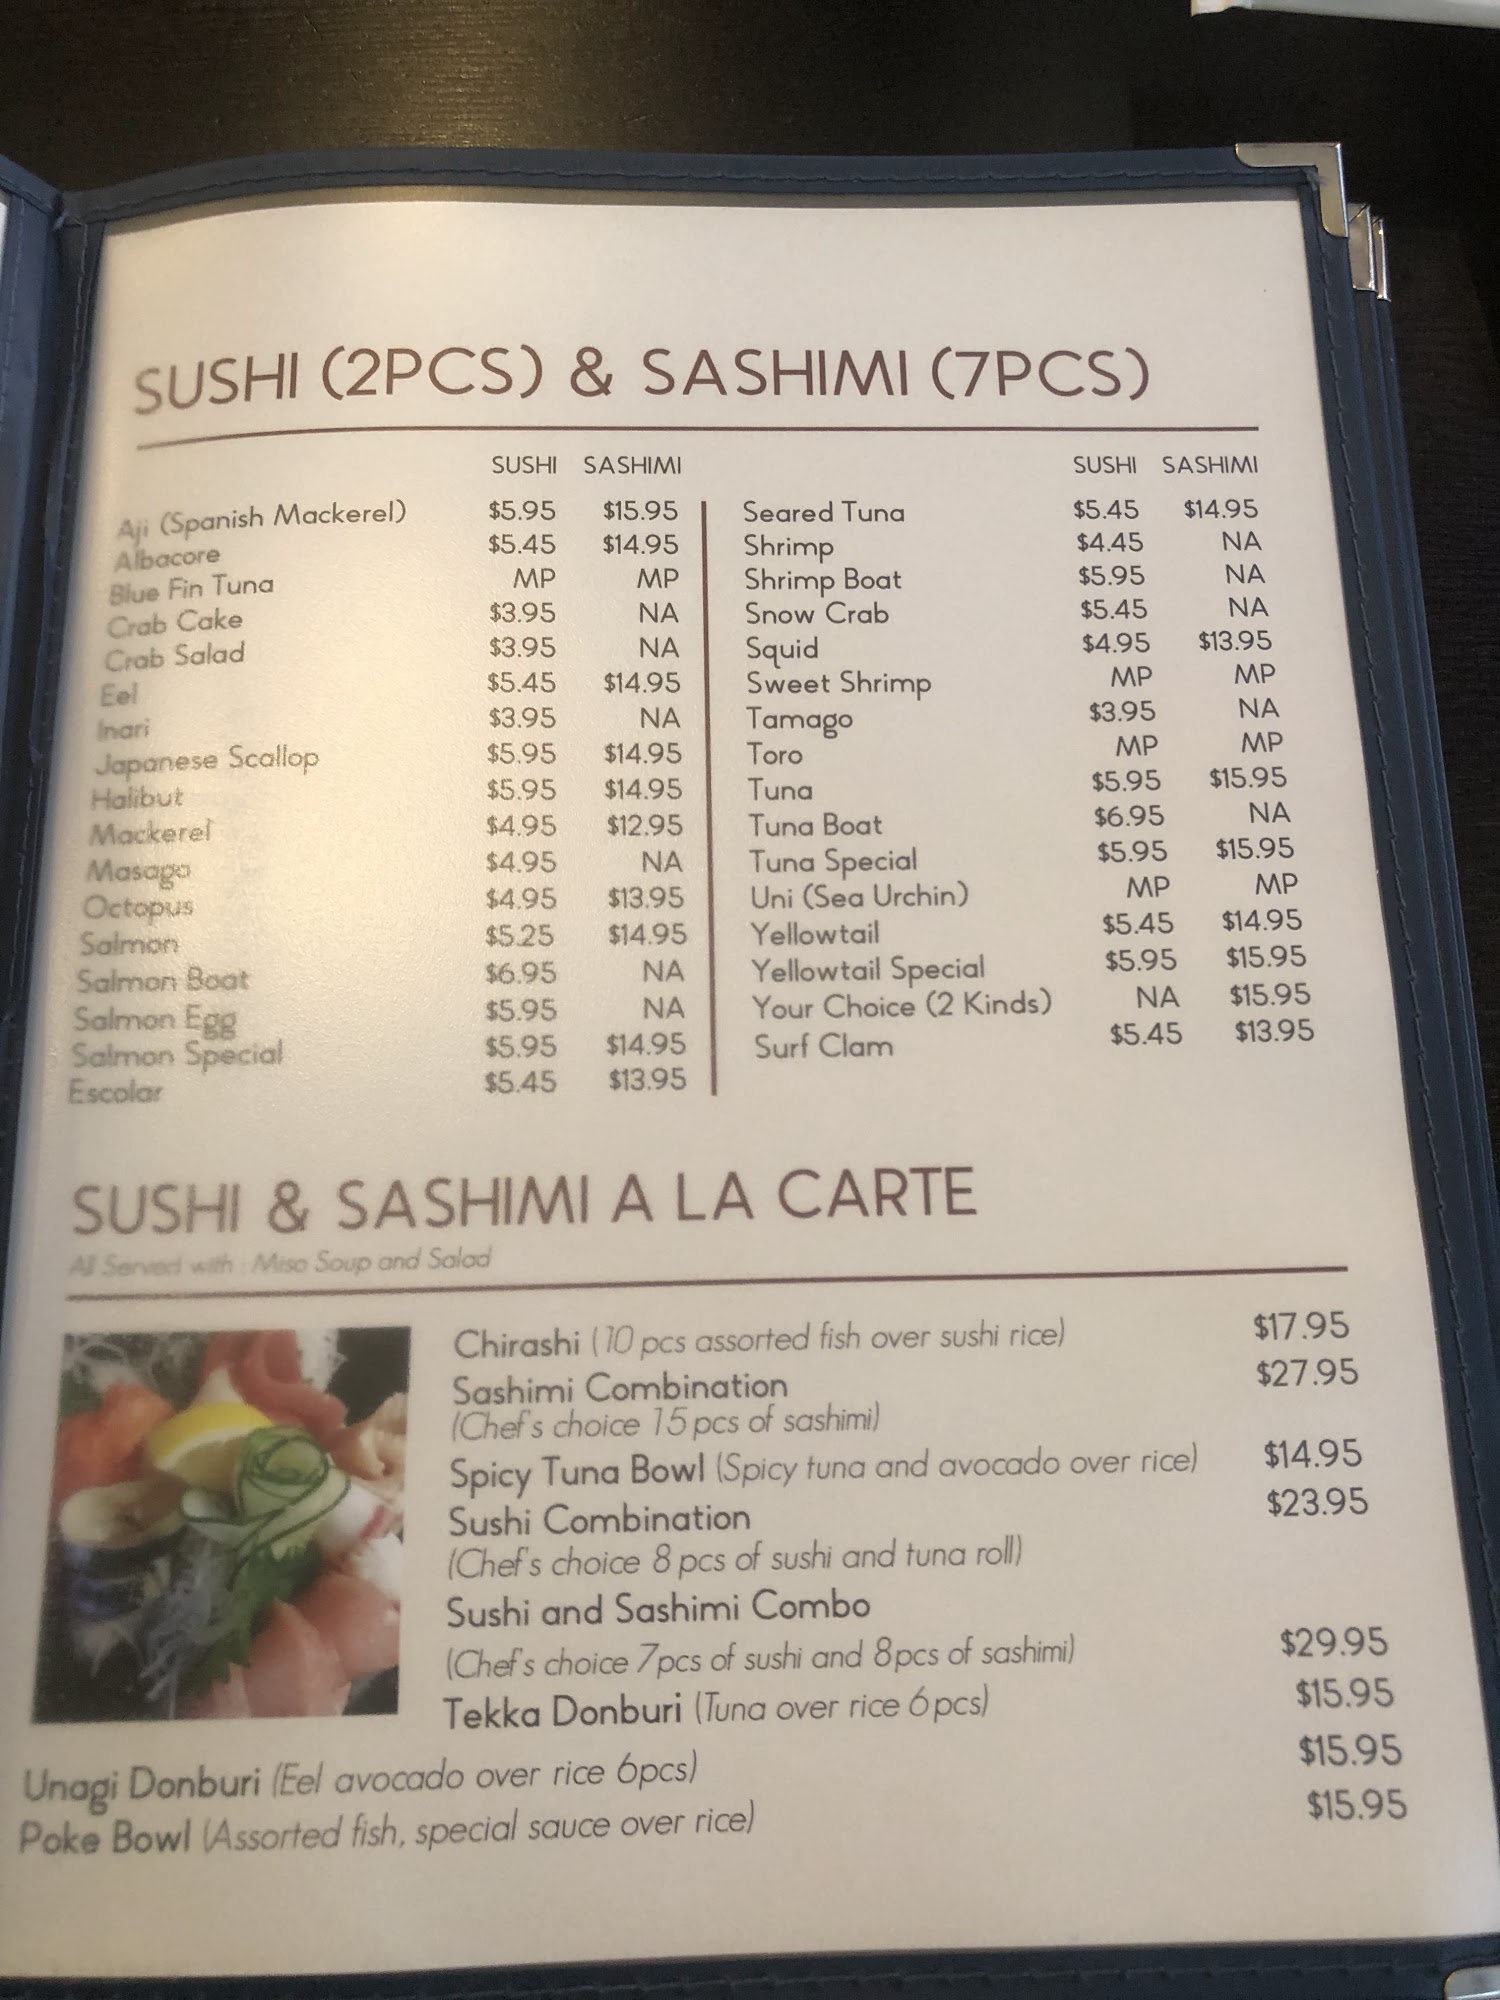 SUSHI (2PCS) & SASHIMI (7PCS)
SUSHI SASHIMI
Aji (Spanish Mackerel) $5.95 $15.95
Albacore $5.45 $14.95
Blue Fin Tuna MP MP
Crab Cake $3.95 NA
Crab Salad $3.95 NA
Eel $5.45 $14.95
Inari $3.95 NA
Japanese Scallop $5.95 $14.95
Halibut $5.95 $14.95
Mackerel $4.95 $12.95
Masago $4.95 NA
Octopus $4.95 $13.95
Salmon $5.25 $14.95
Salmon Boat $6.95 NA
Salmon Egg $5.95 NA
Salmon Special $5.95 $14.95
Escolar $5.45 $13.95
SUSHI SASHIMI
Seared Tuna $5.45 $14.95
Shrimp $4.45 NA
Shrimp Boat $5.95 NA
Snow Crab $5.45 NA
Squid $4.95 $13.95
Sweet Shrimp MP MP
Tamago $3.95 NA
Toro MP MP
Tuna $5.95 $15.95
Tuna Boat $6.95 NA
Tuna Special $5.95 $15.95
Uni (Sea Urchin) MP MP
Yellowtail $5.45 $14.95
Yellowtail Special $5.95 $15.95
Your Choice (2 Kinds) NA $15.95
Surf Clam $5.45 $13.95
SUSHI & SASHIMI A LA CARTE
All Served with : Miso Soup and Salad
Chirashi (10 pcs assorted fish over sushi rice) $17.95
Sashimi Combination $27.95
(Chef's choice 15 pcs of sashimi)
Spicy Tuna Bowl (Spicy tuna and avocado over rice) $14.95
Sushi Combination $23.95
(Chef's choice 8 pcs of sushi and tuna roll)
Sushi and Sashimi Combo
(Chef's choice 7pcs of sushi and 8pcs of sashimi) $29.95
Tekka Donburi (Tuna over rice 6pcs) $15.95
Unagi Donburi (Eel avocado over rice 6pcs) $15.95
Poke Bowl (Assorted fish, special sauce over rice) $15.95